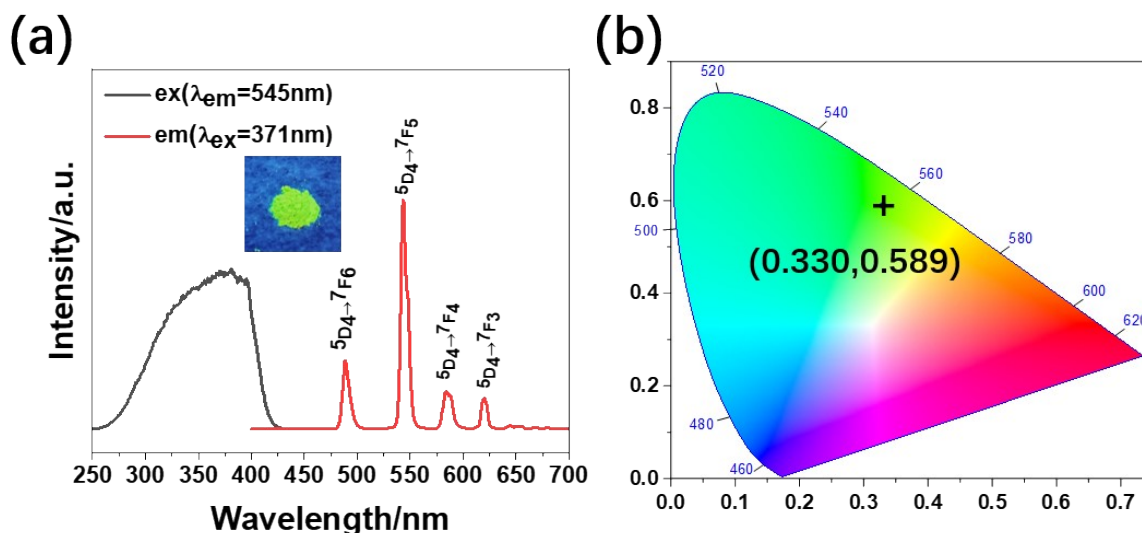 (a)
ex(λem=545nm)
em(λex=371nm)
5D4→7F6
5D4→7F5
5D4→7F4
5D4→7F3
Intensity/a.u.
250 300 350 400 450 500 550 600 650 700
Wavelength/nm
(b)
520
540
560
580
600
620
500
480
460
(0.330,0.589)
0.8
0.6
0.4
0.2
0.0
0.0 0.1 0.2 0.3 0.4 0.5 0.6 0.7